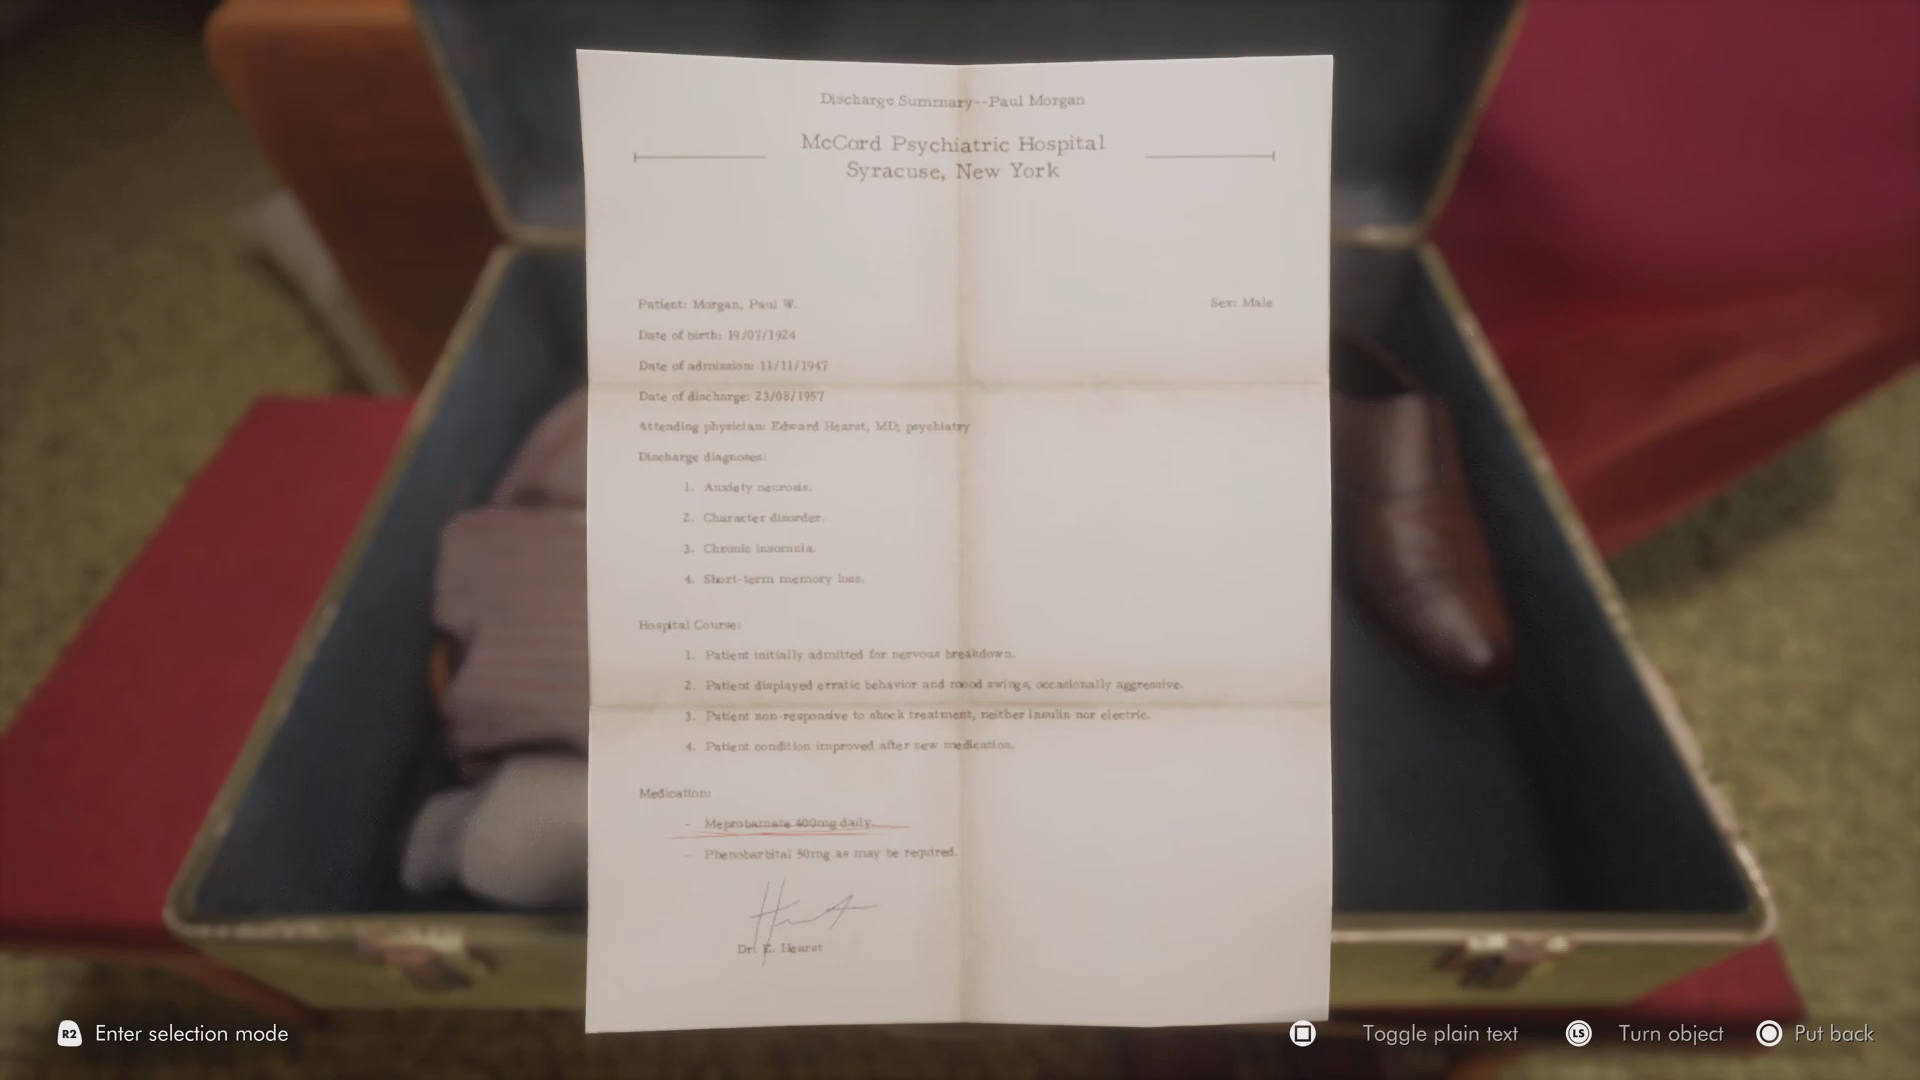 Discharge Summary--Paul Morgan
McCord Psychiatric Hospital
Syracuse, New York
Patient: Morgan, Paul W.
Sex: Male
Date of birth: 19/07/1924
Date of admission: 11/11/1947
Date of discharge: 23/08/1957
Attending physician: Edward Hearst, MD; psychiatry
Discharge diagnoses:
1. Anxiety neurosis.
2. Character disorder.
3. Chronic insomnia.
4. Short-term memory loss.
Hospital Course:
1. Patient initially admitted for nervous breakdown.
2. Patient displayed erratic behavior and mood swings, occasionally aggressive.
3. Patient non-responsive to shock treatment, neither insulin nor electric.
4. Patient condition improved after new medication.
Medication:
- Meprobamate 400mg daily.
- Phenobarbital 50mg as may be required.
Dr. E. Hearst
R2 Enter selection mode
Toggle plain text
LS Turn object
Put back